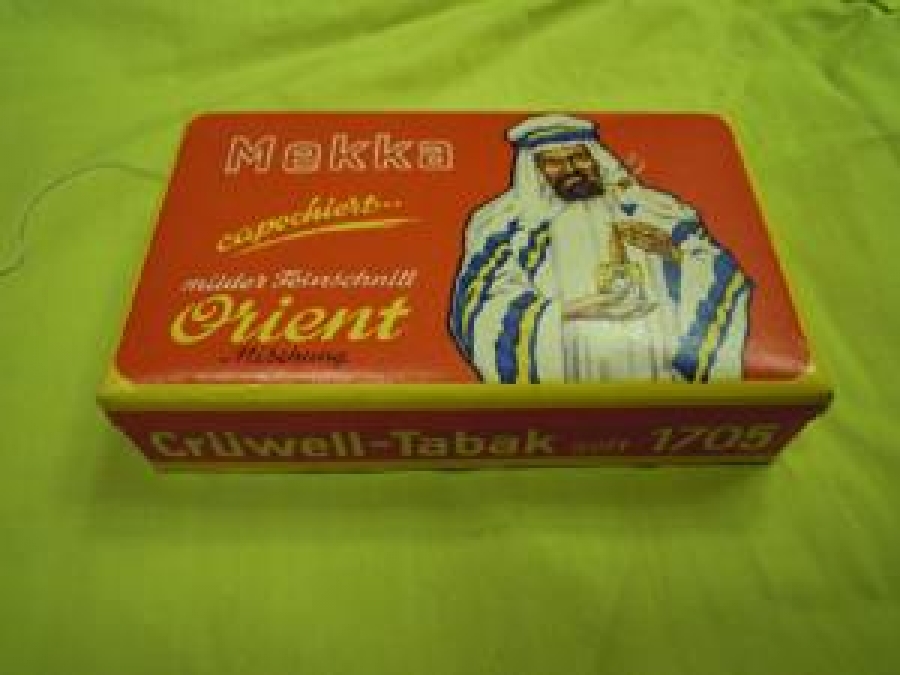 Mekka
capochiert..
milder Feinschnitt
Orient
Mischung
Crüwell-Tabak seit 1705